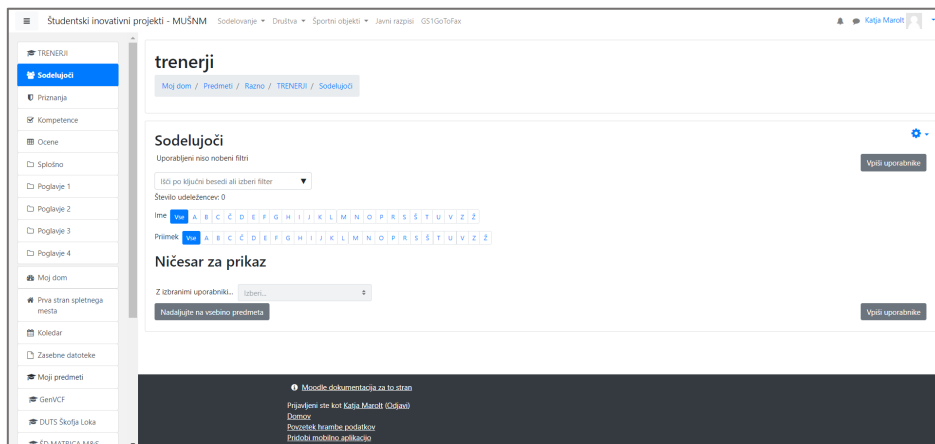 Študentski inovativni projekti - MUŠNM Sodelovanje Društva Športni objekti Javni razpisi GS1GoToFax Katja Marolt
TRENERJI
Sodelujoči
Priznanja
Kompetence
Ocene
Splošno
Poglavje 1
Poglavje 2
Poglavje 3
Poglavje 4
Moj dom
Prva stran spletnega
mesta
Koledar
Zasebne datoteke
Moji predmeti
GenVCF
DUTS Škofja Loka
ŠD MATRICA M&S
trenerji
Moj dom / Predmeti / Razno / TRENERJI / Sodelujoči
Sodelujoči
Uporabljeni niso nobeni filtri
Vpiši uporabnike
Išči po ključni besedi ali izberi filter
Število udeležencev: 0
Ime Vse A B C Č D E F G H I J K L M N O P R S Š T U V Z Ž
Priimek Vse A B C Č D E F G H I J K L M N O P R S Š T U V Z Ž
Ničesar za prikaz
Z izbranimi uporabniki... Izberi...
Nadaljujte na vsebino predmeta Vpiši uporabnike
Moodle dokumentacija za to stran
Prijavljeni ste kot Katja Marolt (Odjavi)
Domov
Povzetek hrambe podatkov
Pridobi mobilno aplikacijo